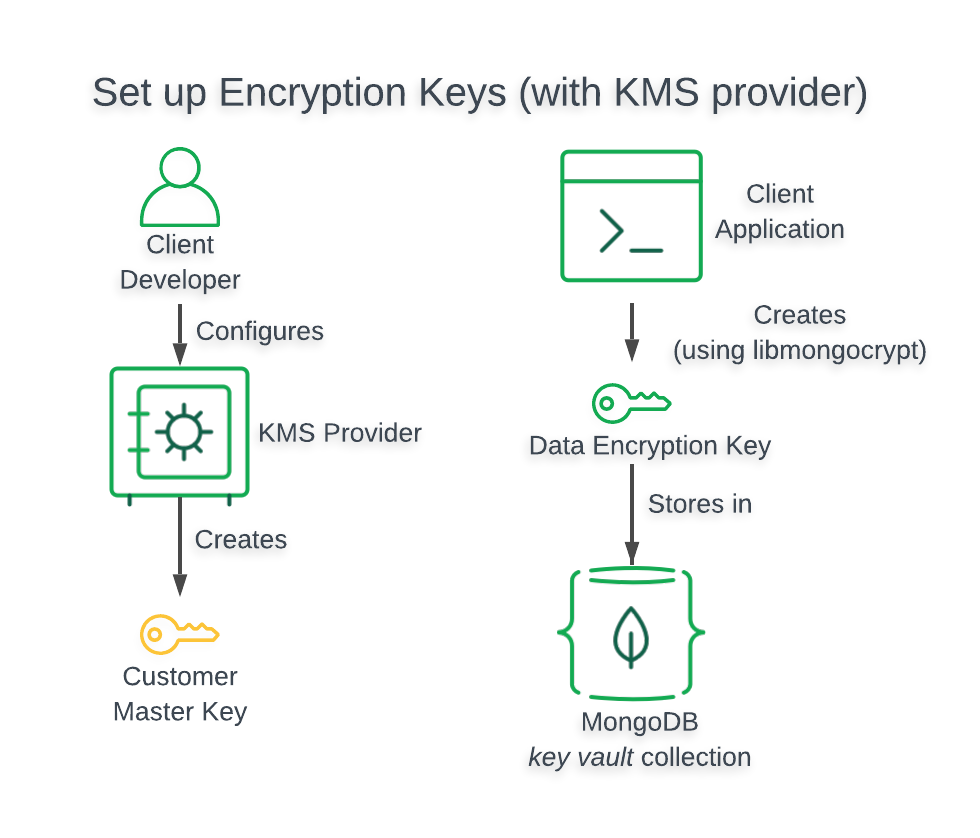 Set up Encryption Keys (with KMS provider)
Client
Developer
Configures
KMS Provider
Creates
Customer
Master Key
Client
Application
Creates
(using libmongocrypt)
Data Encryption Key
Stores in
MongoDB
key vault collection